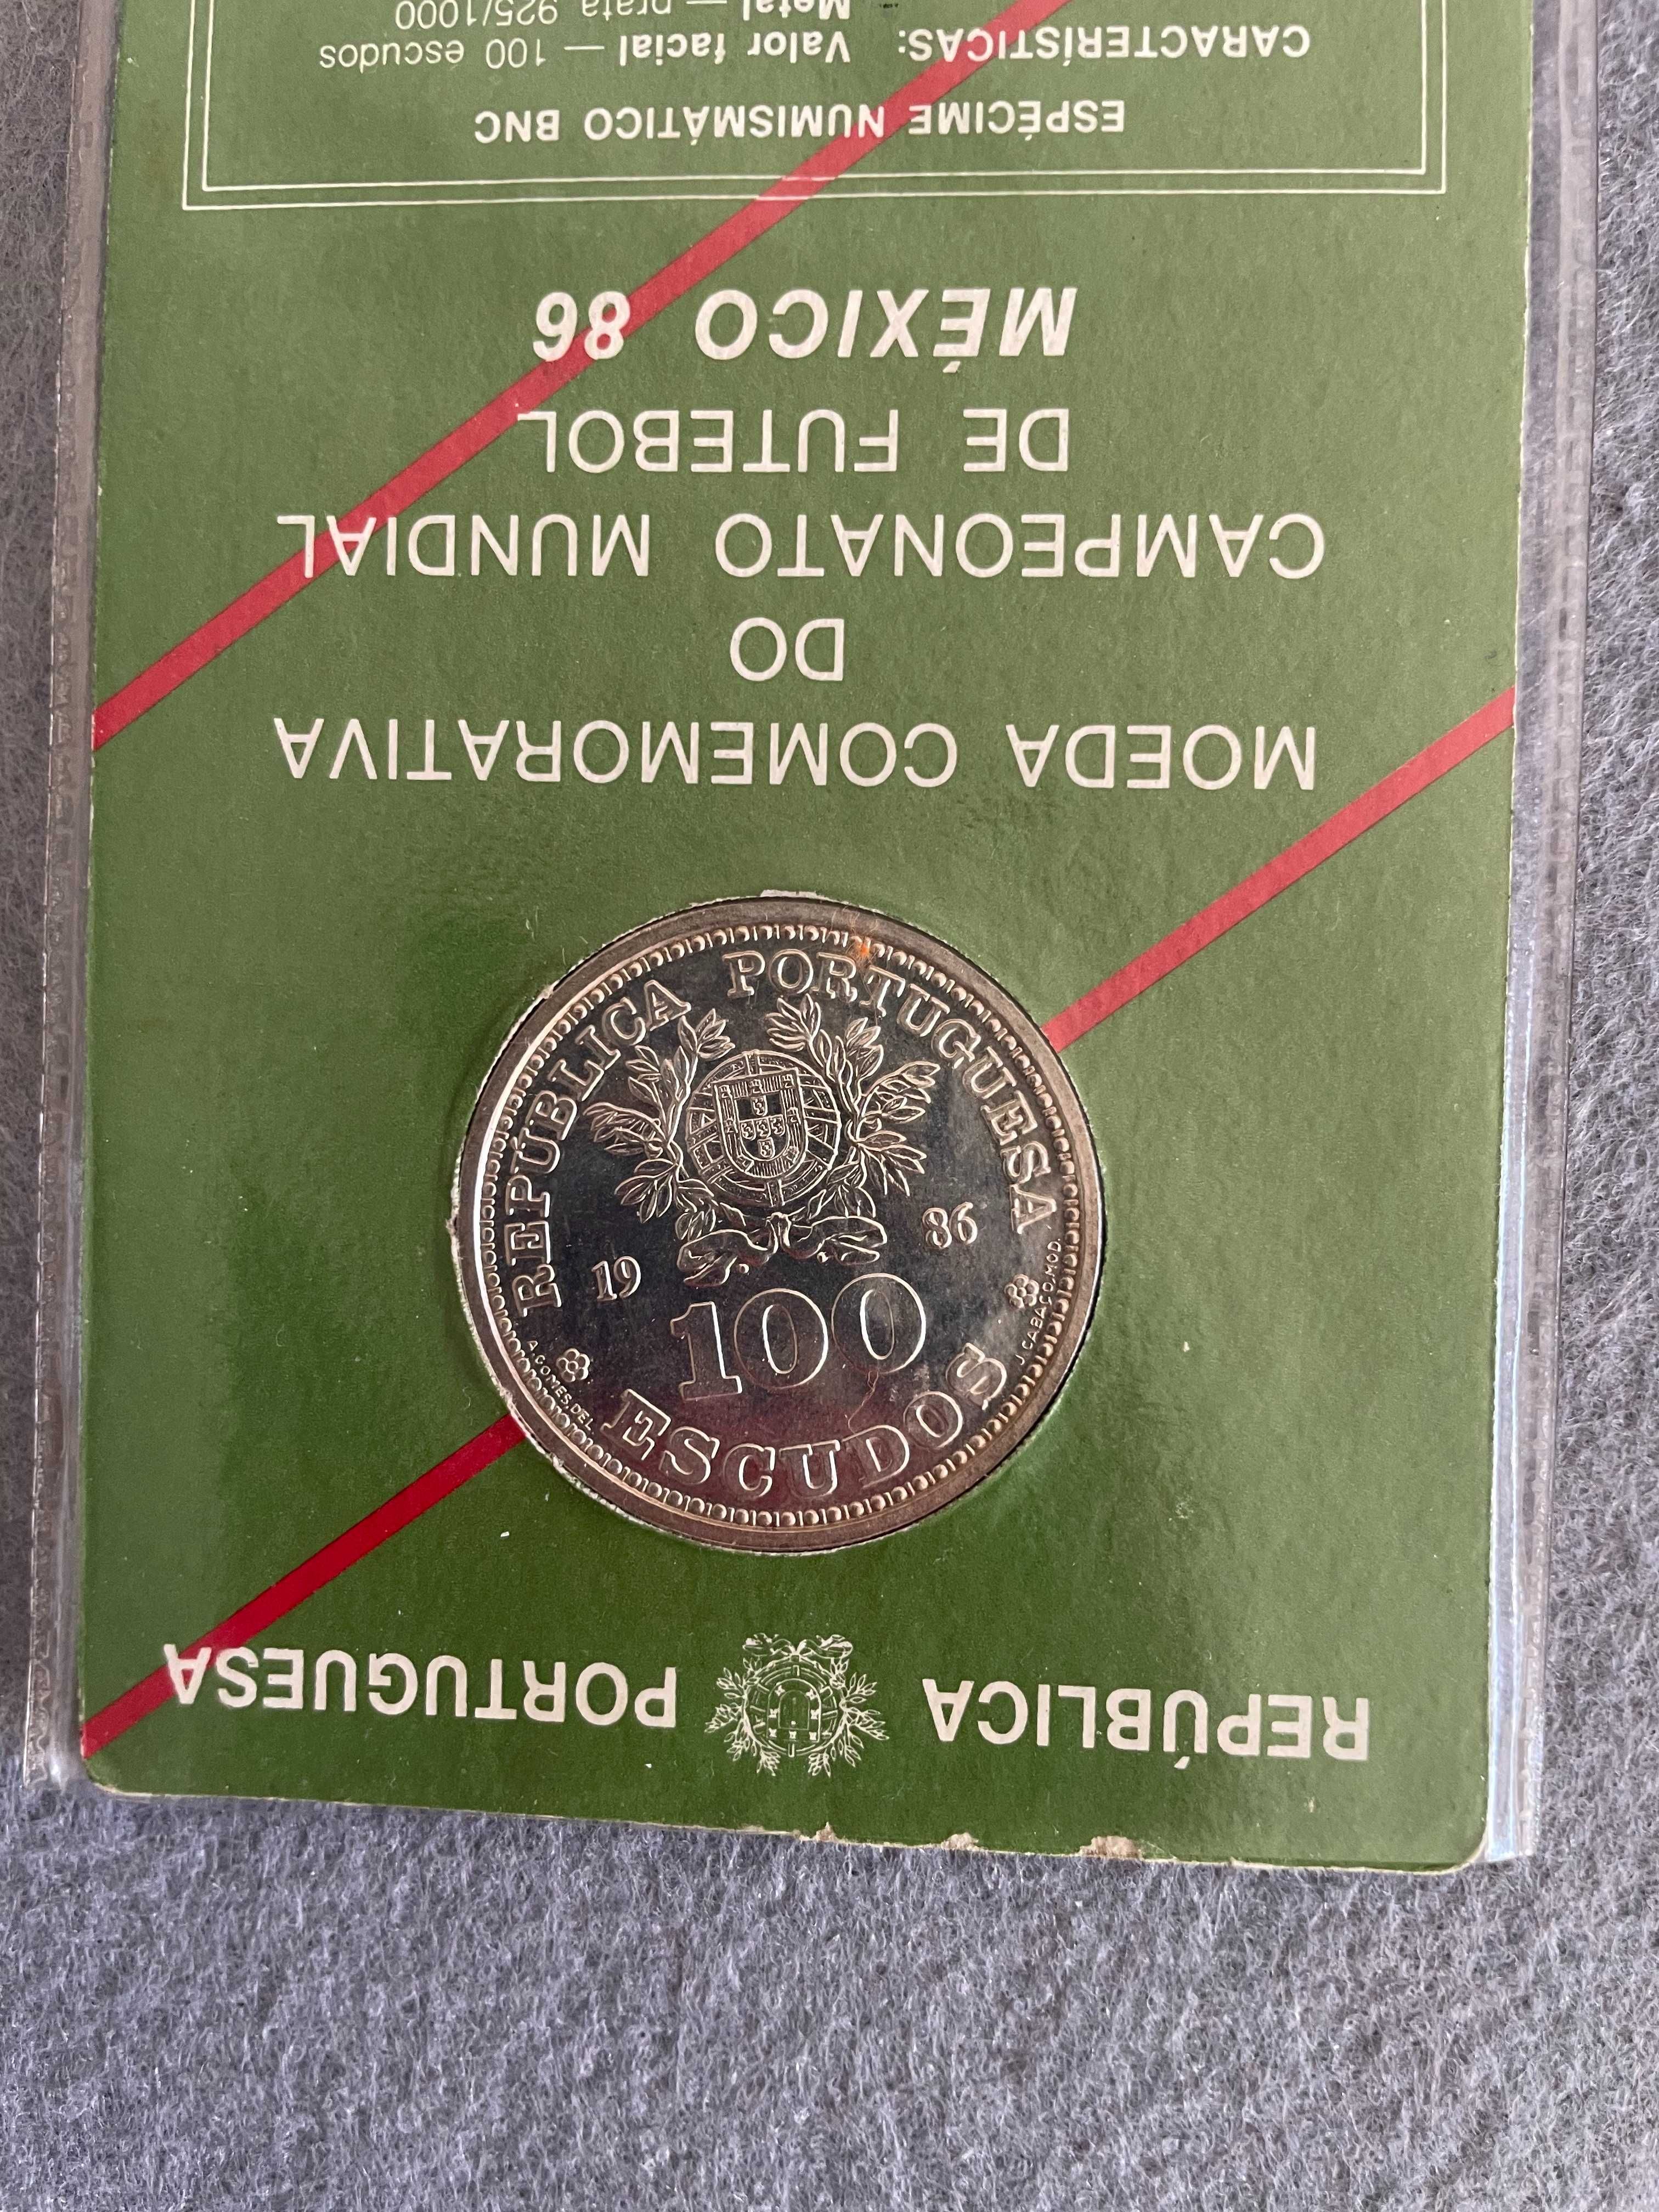 REPÚBLICA PORTUGUESA
REPÚBLICA PORTUGUESA
19 86
100
ESCUDOS
A. GOMES, DEL.
J. CABAÇO, MOD.
MOEDA COMEMORATIVA
DO
CAMPEONATO MUNDIAL
DE FUTEBOL
MÉXICO 86
ESPÉCIME NUMISMÁTICO BNC
CARACTERÍSTICAS: Valor facial — 100 escudos
Metal — prata 925/1000